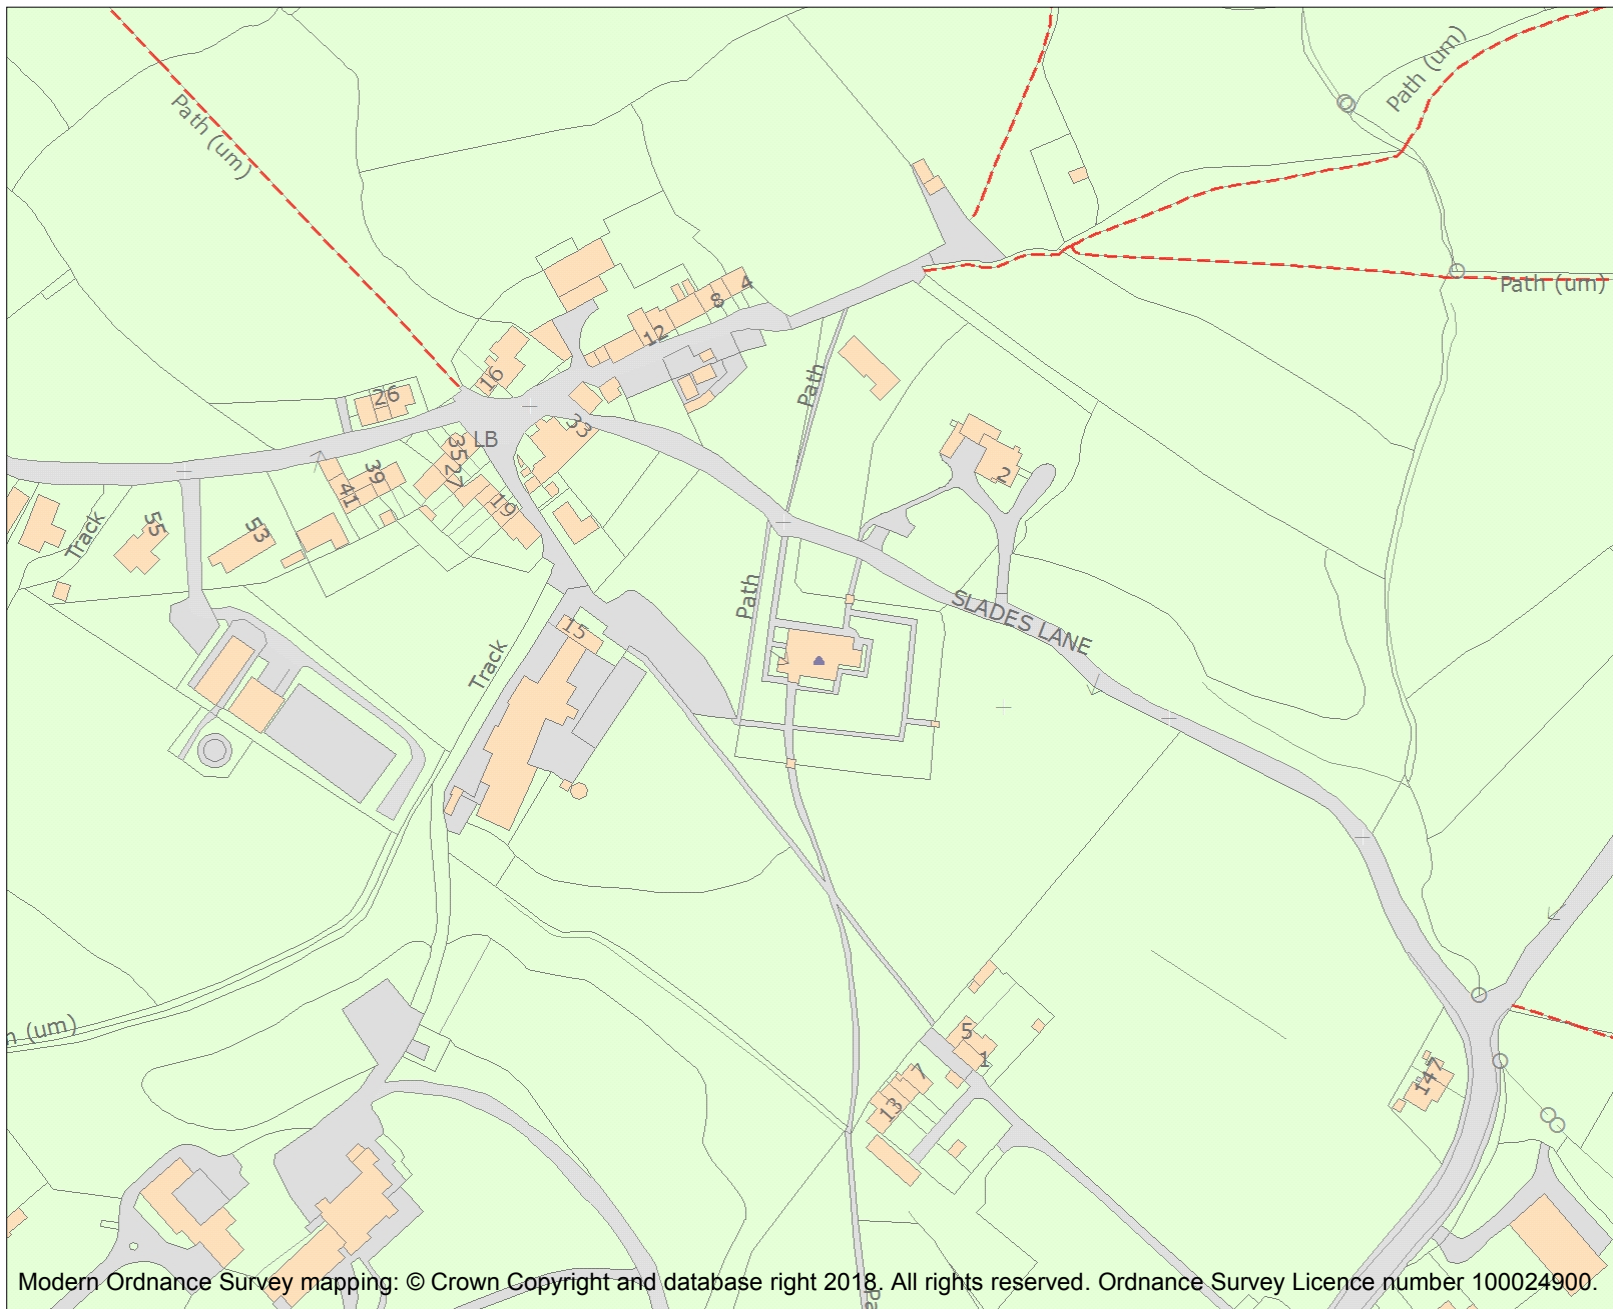 Path (um)
Path (um)
Path (um)
4
8
12
16
26
Path
33
LB
35
27
39
41
19
2
55
53
Track
Path
SLADES LANE
15
Track
(um)
5
1
7
13
147
Modern Ordnance Survey mapping: © Crown Copyright and database right 2018. All rights reserved. Ordnance Survey Licence number 100024900.